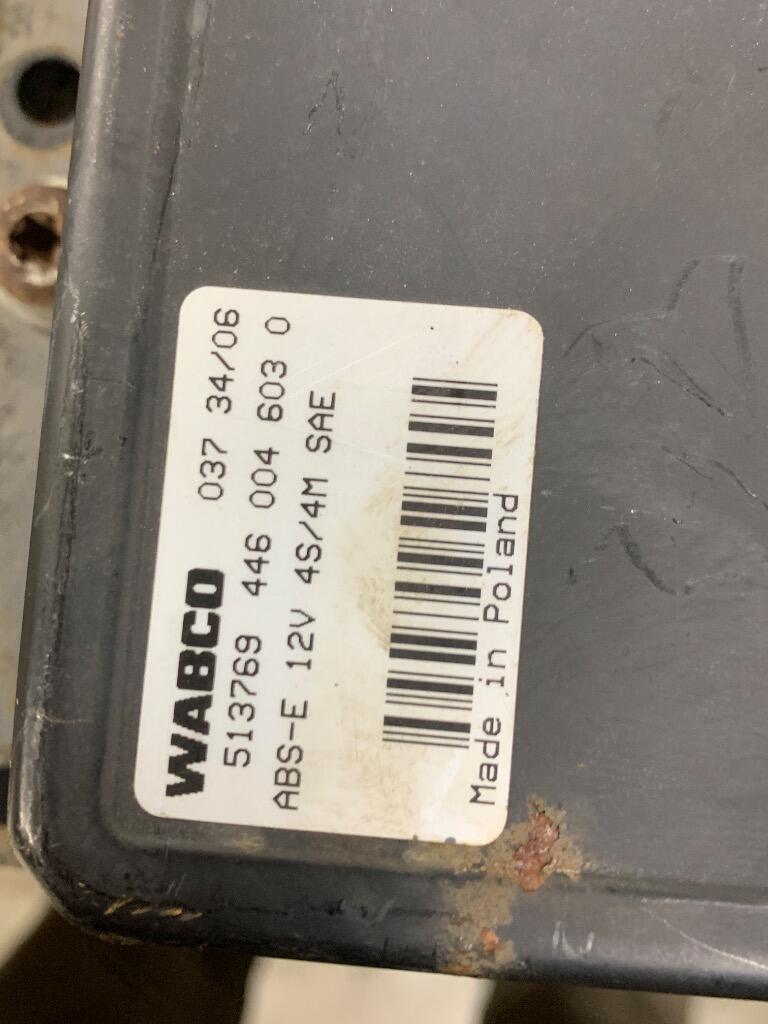 WABCO 037 34/06
513769 446 004 603 0
ABS-E 12V 4S/4M SAE
Made in Poland